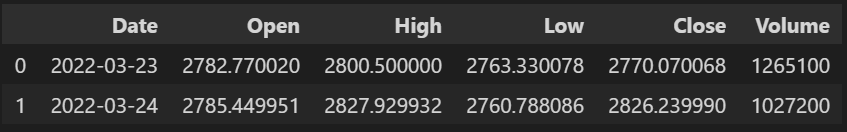 Date Open High Low Close Volume
0 2022-03-23 2782.770020 2800.500000 2763.330078 2770.070068 1265100
1 2022-03-24 2785.449951 2827.929932 2760.788086 2826.239990 1027200